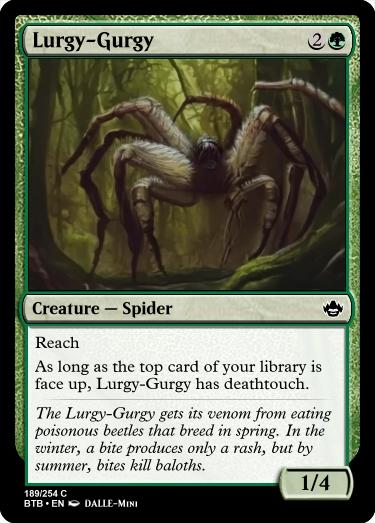 Lurgy-Gurgy 2
Creature — Spider
Reach
As long as the top card of your library is
face up, Lurgy-Gurgy has deathtouch.
The Lurgy-Gurgy gets its venom from eating
poisonous beetles that breed in spring. In the
winter, a bite produces only a rash, but by
summer, bites kill baloths.
1/4
189/254 C
BTB • EN DALLE-Mini